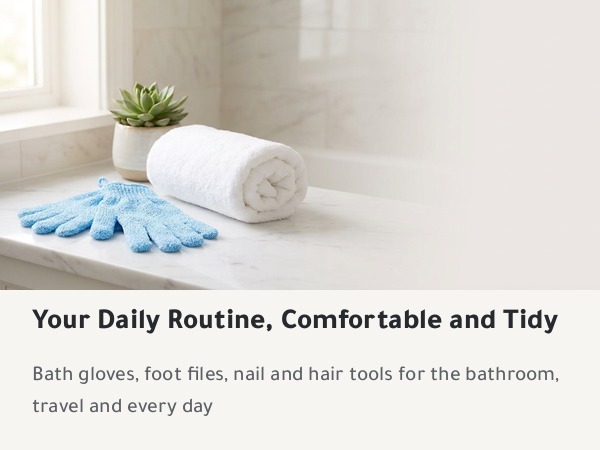 Your Daily Routine, Comfortable and Tidy
Bath gloves, foot files, nail and hair tools for the bathroom,
travel and every day